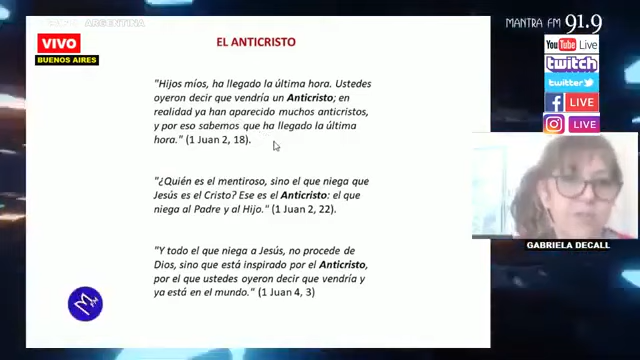 ARGENTINA
VIVO
BUENOS AIRES
MANTRA FM 91.9
YouTube Live
twitch
twitter
LIVE
LIVE
GABRIELA DECALL
EL ANTICRISTO
"Hijos míos, ha llegado la última hora. Ustedes
oyeron decir que vendría un Anticristo; en
realidad ya han aparecido muchos anticristos,
y por eso sabemos que ha llegado la última
hora." (1 Juan 2, 18).
"¿Quién es el mentiroso, sino el que niega que
Jesús es el Cristo? Ese es el Anticristo: el que
niega al Padre y al Hijo." (1 Juan 2, 22).
"Y todo el que niega a Jesús, no procede de
Dios, sino que está inspirado por el Anticristo,
por el que ustedes oyeron decir que vendría y
ya está en el mundo." (1 Juan 4, 3)